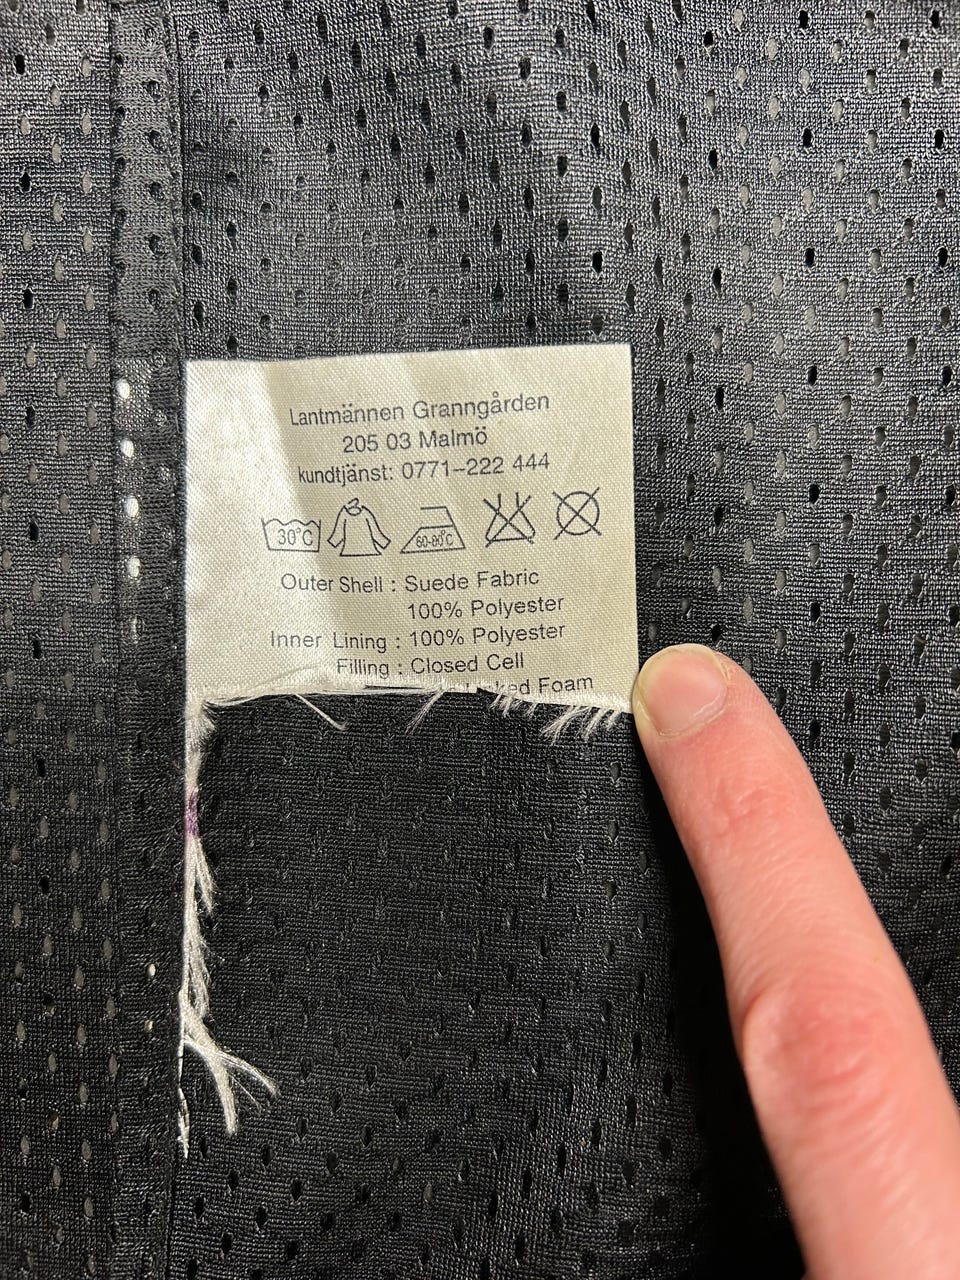 Lantmännen Granngården
205 03 Malmö
kundtjänst: 0771–222 444
30°C 60-80°C
Outer Shell : Suede Fabric
100% Polyester
Inner Lining : 100% Polyester
Filling : Closed Cell
Foam